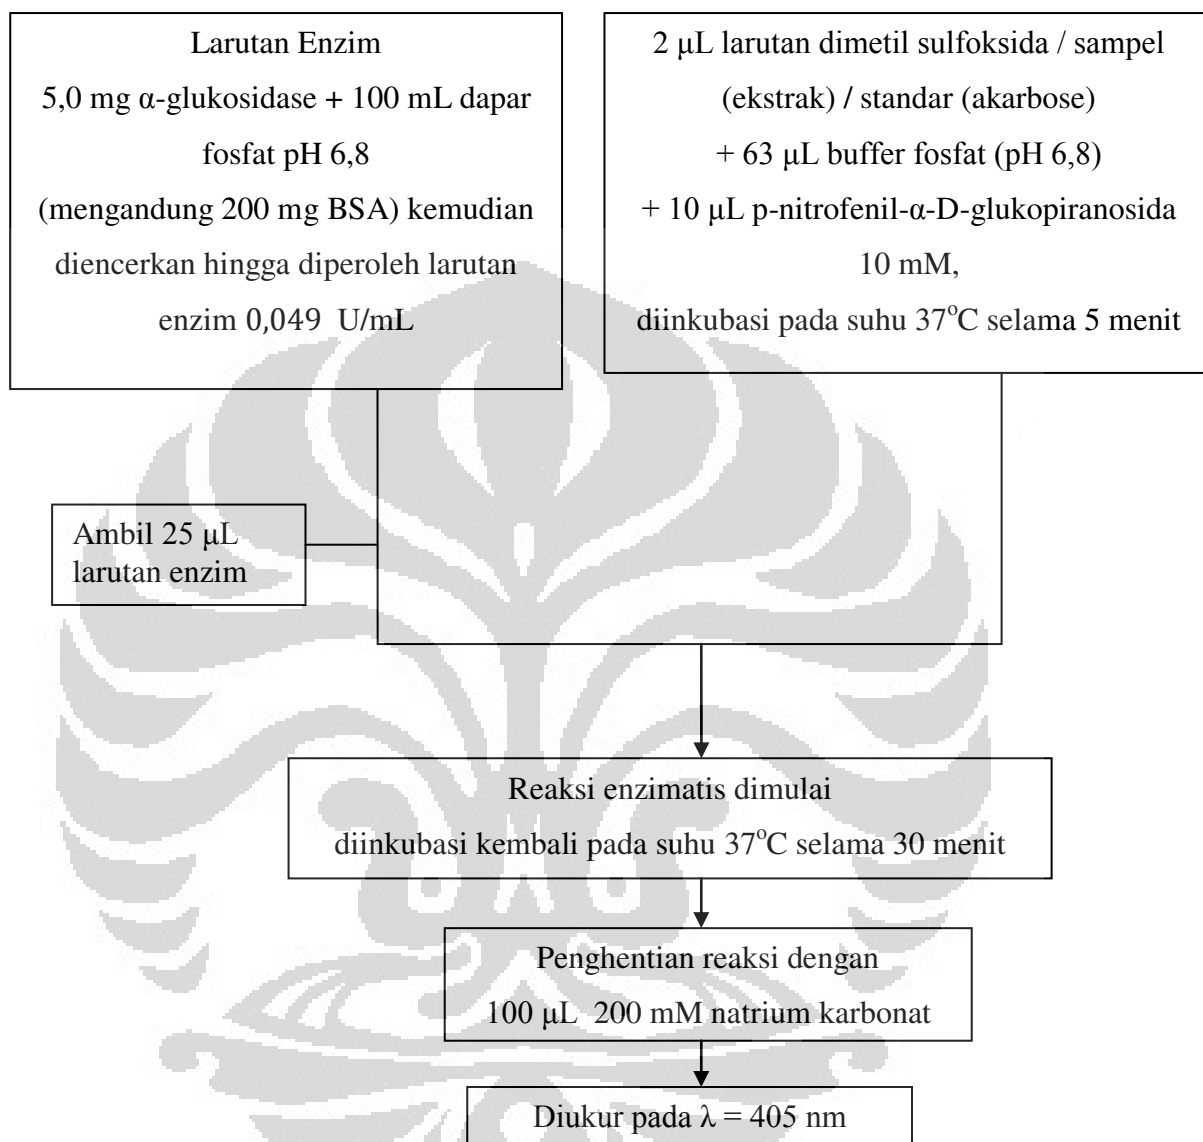 Larutan Enzim
5,0 mg α-glukosidase + 100 mL dapar
fosfat pH 6,8
(mengandung 200 mg BSA) kemudian
diencerkan hingga diperoleh larutan
enzim 0,049 U/mL
2 μL larutan dimetil sulfoksida / sampel
(ekstrak) / standar (akarbose)
+ 63 μL buffer fosfat (pH 6,8)
+ 10 μL p-nitrofenil-α-D-glukopiranosida
10 mM,
diinkubasi pada suhu 37°C selama 5 menit
Ambil 25 μL
larutan enzim
Reaksi enzimatis dimulai
diinkubasi kembali pada suhu 37°C selama 30 menit
Penghentian reaksi dengan
100 μL 200 mM natrium karbonat
Diukur pada λ = 405 nm